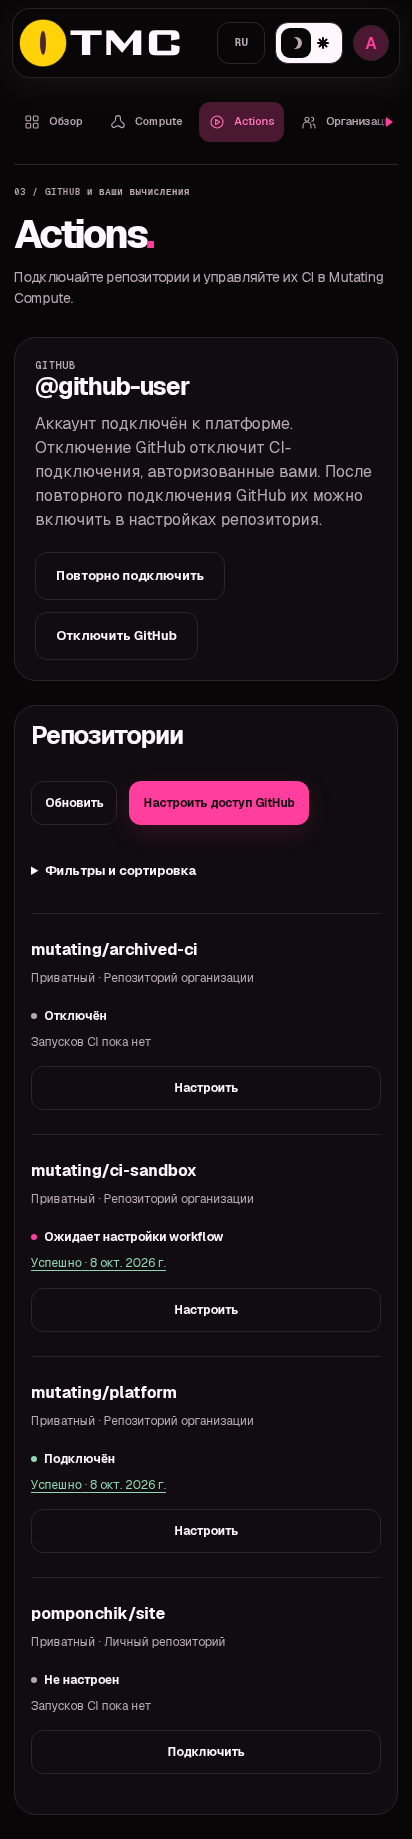 TMC
RU
A
Обзор
Compute
Actions
Организац
03 / GITHUB И ВАШИ ВЫЧИСЛЕНИЯ
Actions.
Подключайте репозитории и управляйте их CI в Mutating
Compute.
GITHUB
@github-user
Аккаунт подключён к платформе.
Отключение GitHub отключит CI-
подключения, авторизованные вами. После
повторного подключения GitHub их можно
включить в настройках репозитория.
Повторно подключить
Отключить GitHub
Репозитории
Обновить
Настроить доступ GitHub
Фильтры и сортировка
mutating/archived-ci
Приватный · Репозиторий организации
Отключён
Запусков CI пока нет
Настроить
mutating/ci-sandbox
Приватный · Репозиторий организации
Ожидает настройки workflow
Успешно · 8 окт. 2026 г.
Настроить
mutating/platform
Приватный · Репозиторий организации
Подключён
Успешно · 8 окт. 2026 г.
Настроить
pomponchik/site
Приватный · Личный репозиторий
Не настроен
Запусков CI пока нет
Подключить